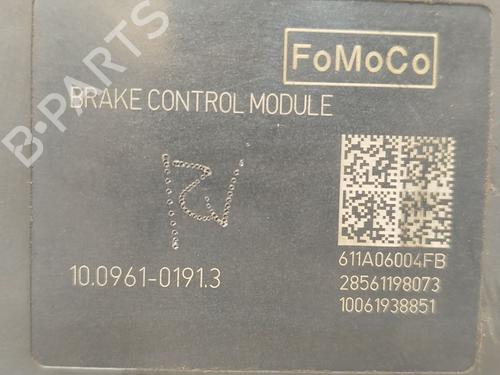 FoMoCo
BRAKE CONTROL MODULE
B-PARTS
10.0961-0191.3
611A06004FB
28561198073
10061938851